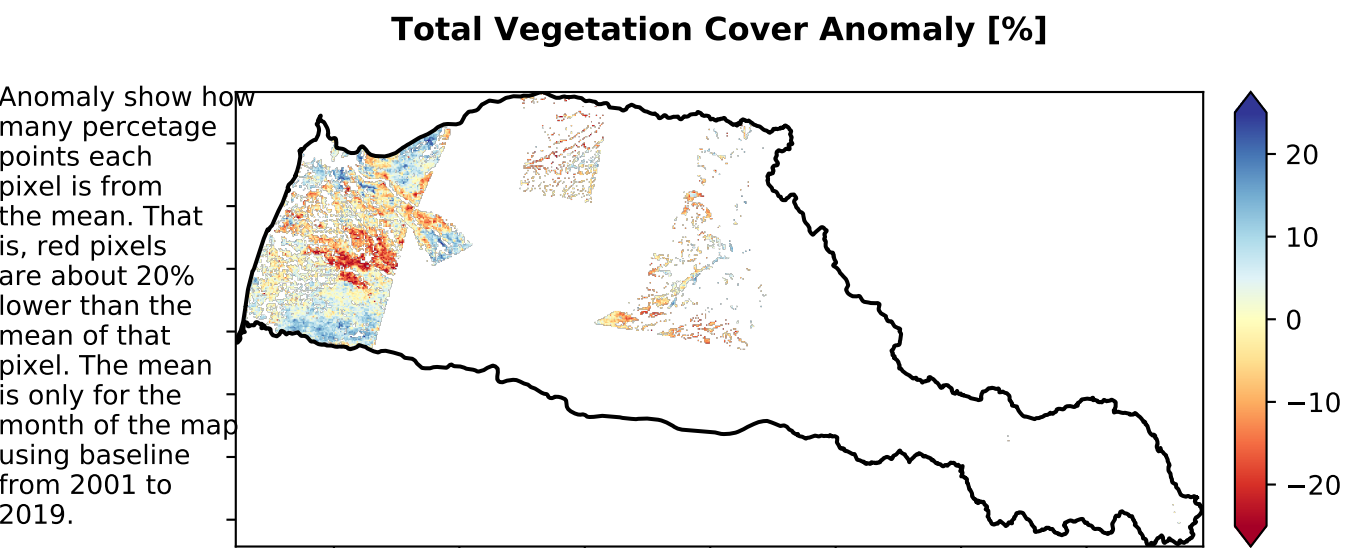 Total Vegetation Cover Anomaly [%]
Anomaly show how
many percetage
points each
pixel is from
the mean. That
is, red pixels
are about 20%
lower than the
mean of that
pixel. The mean
is only for the
month of the map
using baseline
from 2001 to
2019.
20
10
0
−10
−20